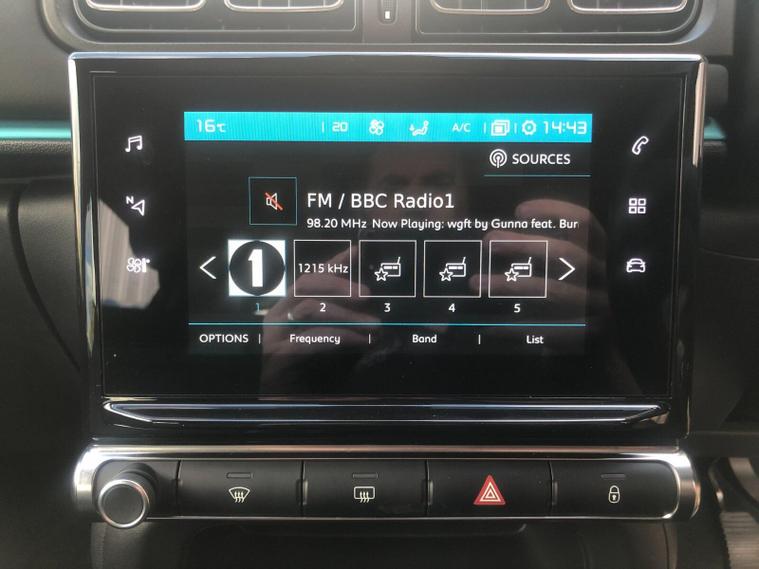 16°C | 20 A/C | | 14:43
SOURCES
N
FM / BBC Radio1
98.20 MHz Now Playing: wgft by Gunna feat. Bur
1 1215 kHz
1 2 3 4 5
OPTIONS | Frequency | Band | List